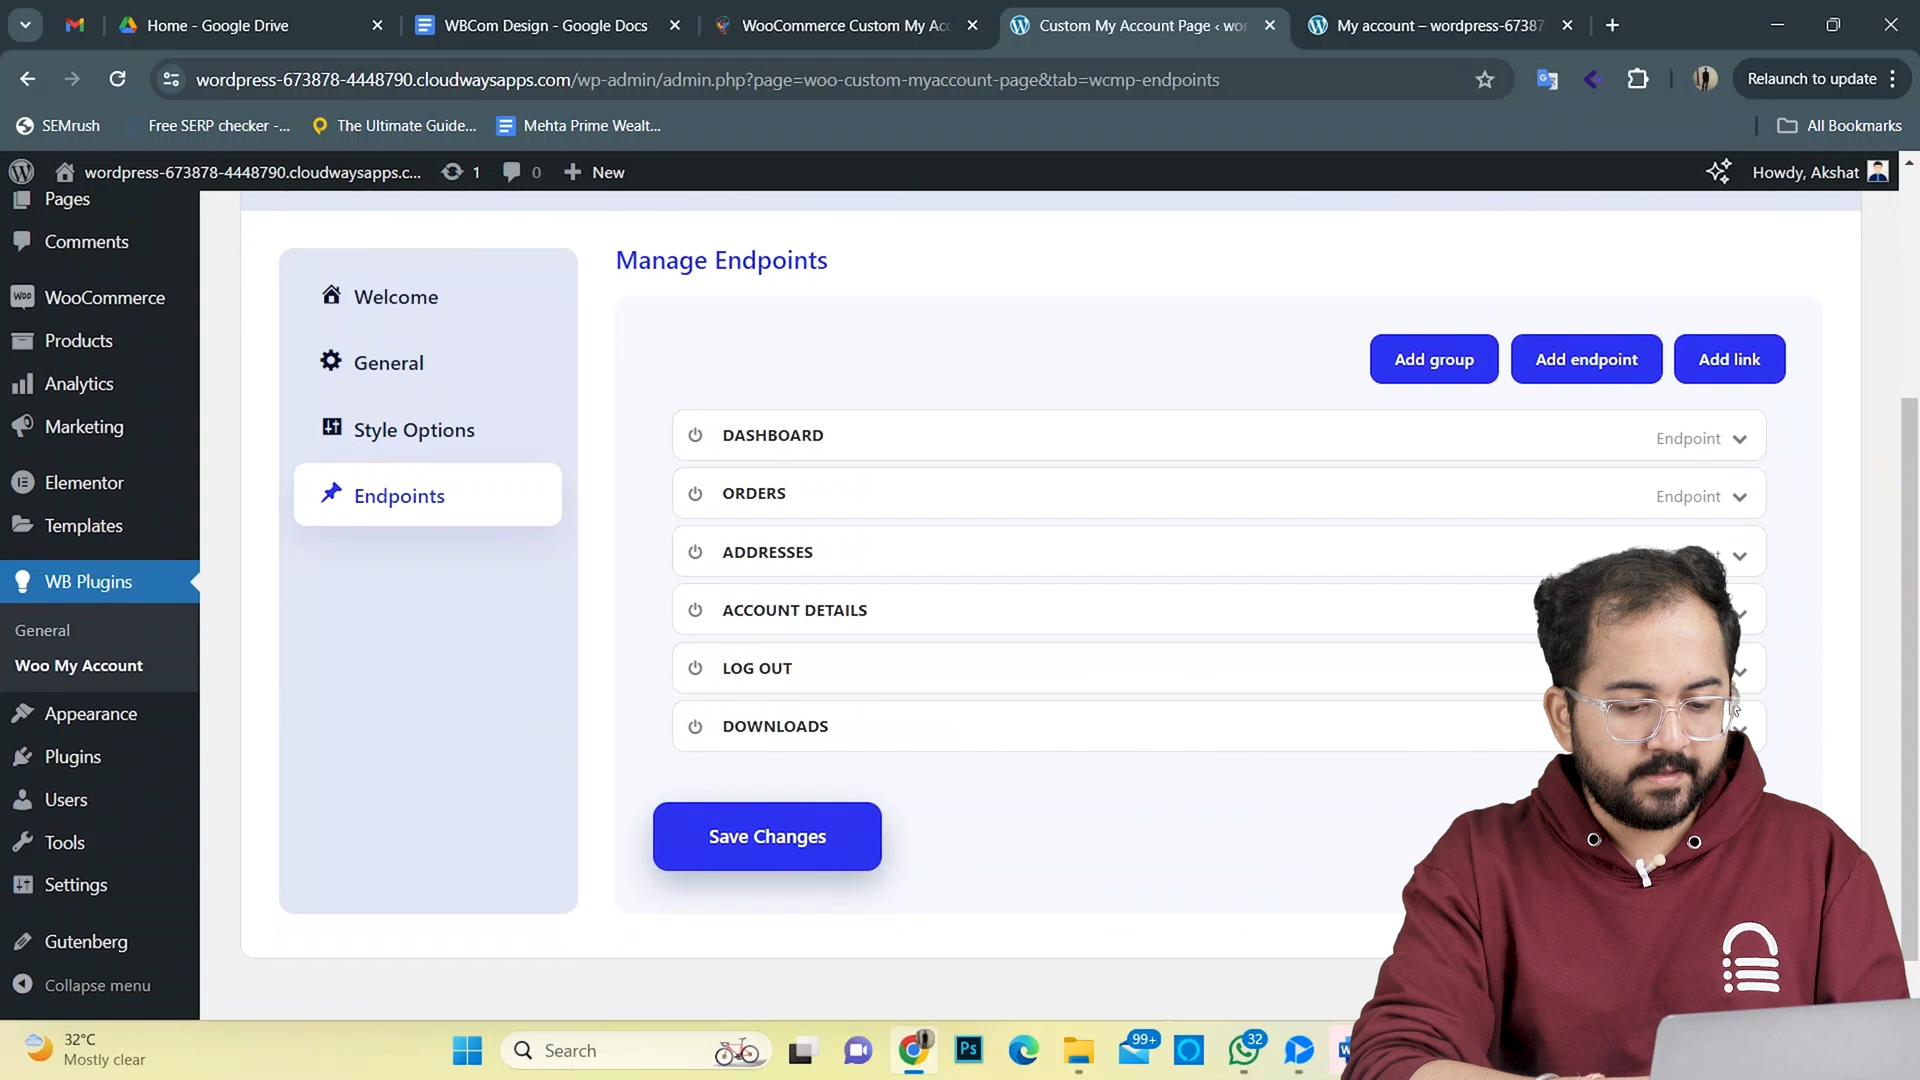 Home - Google Drive
WBCom Design - Google Docs
WooCommerce Custom My Acc
Custom My Account Page ‹ wor
My account – wordpress-67387
wordpress-673878-4448790.cloudwaysapps.com/wp-admin/admin.php?page=woo-custom-myaccount-page&tab=wcmp-endpoints
Relaunch to update
SEMrush
Free SERP checker -...
The Ultimate Guide...
Mehta Prime Wealt...
All Bookmarks
wordpress-673878-4448790.cloudwaysapps.c...
1
0
New
Howdy, Akshat
Pages
Comments
WooCommerce
Products
Analytics
Marketing
Elementor
Templates
WB Plugins
General
Woo My Account
Appearance
Plugins
Users
Tools
Settings
Gutenberg
Collapse menu
Welcome
General
Style Options
Endpoints
Manage Endpoints
Add group
Add endpoint
Add link
DASHBOARD
Endpoint
ORDERS
Endpoint
ADDRESSES
ACCOUNT DETAILS
LOG OUT
DOWNLOADS
Save Changes
32°C
Mostly clear
Search
Ps
99+
32